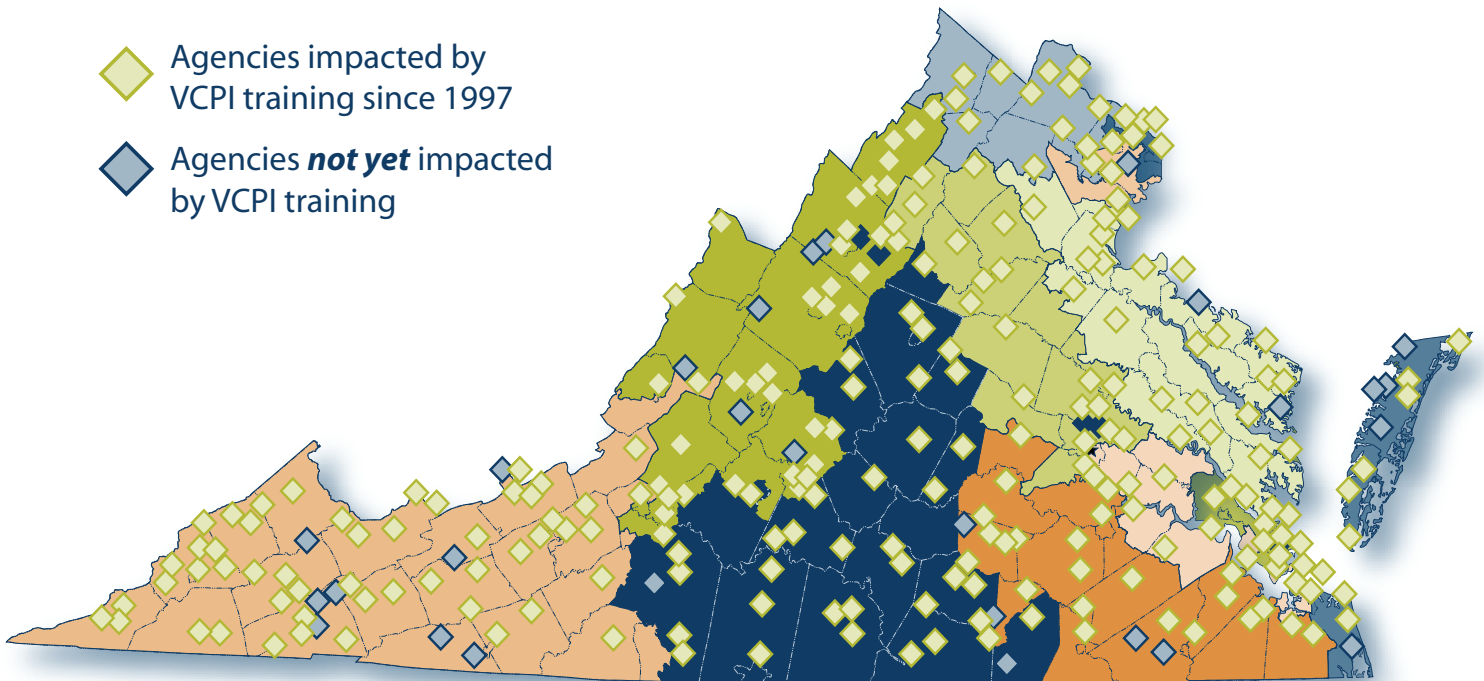 Agencies impacted by
VCPI training since 1997
Agencies not yet impacted
by VCPI training